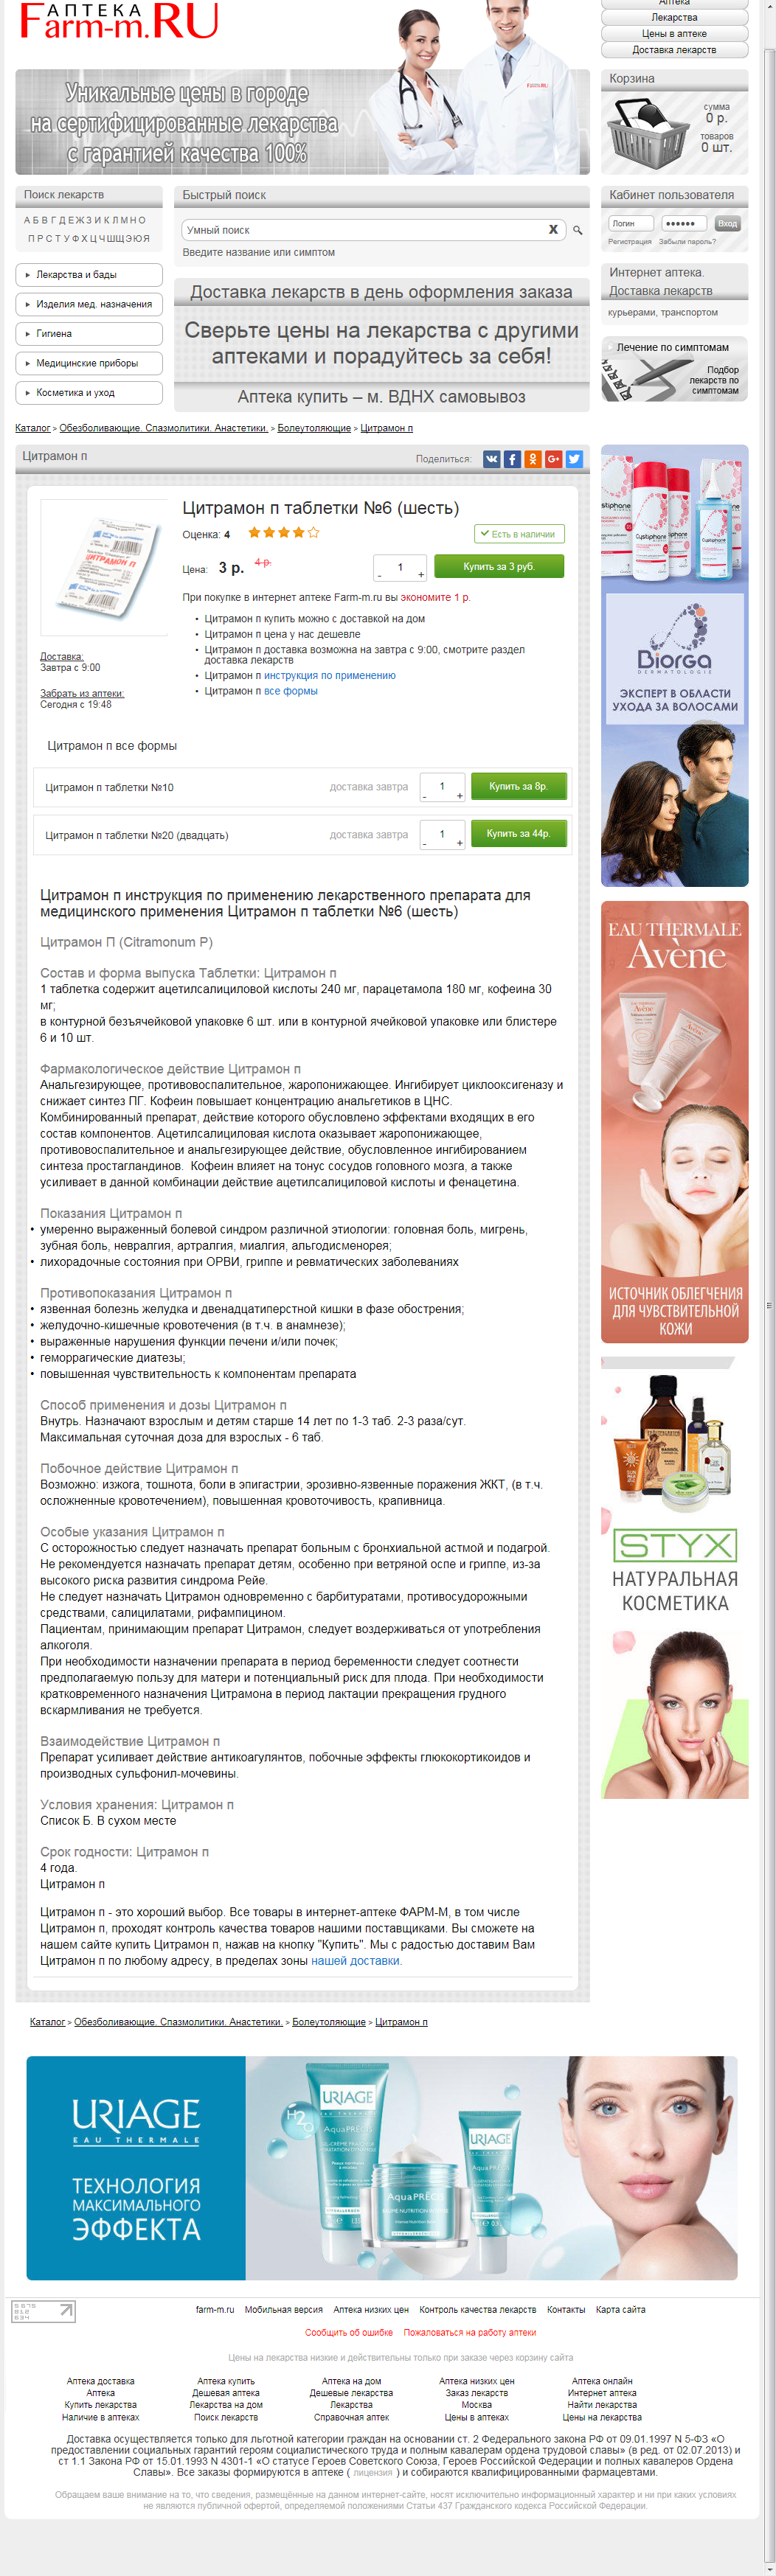 АПТЕКА
Farm-m.RU
Аптека
Лекарства
Цены в аптеке
Доставка лекарств
Уникальные цены в городе
на сертифицированные лекарства
с гарантией качества 100%
Farm-m.RU
Корзина
сумма
0 р.
товаров
0 шт.
Поиск лекарств
А Б В Г Д Е Ж З И К Л М Н О
П Р С Т У Ф Х Ц Ч Ш Щ Э Ю Я
Быстрый поиск
Умный поиск X
Введите название или симптом
Кабинет пользователя
Логин •••••• Вход
Регистрация Забыли пароль?
Лекарства и бады
Изделия мед. назначения
Гигиена
Медицинские приборы
Косметика и уход
Доставка лекарств в день оформления заказа
Сверьте цены на лекарства с другими
аптеками и порадуйтесь за себя!
Аптека купить – м. ВДНХ самовывоз
Интернет аптека.
Доставка лекарств
курьерами, транспортом
Лечение по симптомам
Подбор
лекарств по
симптомам
Каталог > Обезболивающие. Спазмолитики. Анастетики. > Болеутоляющие > Цитрамон п
Цитрамон п
Поделиться:
Цитрамон п таблетки №6 (шесть)
ЦИТРАМОН П
Оценка: 4
Есть в наличии
Цена: 3 р. 4 р.
- 1 +
Купить за 3 руб.
При покупке в интернет аптеке Farm-m.ru вы экономите 1 р.
• Цитрамон п купить можно с доставкой на дом
• Цитрамон п цена у нас дешевле
• Цитрамон п доставка возможна на завтра с 9:00, смотрите раздел
доставка лекарств
• Цитрамон п инструкция по применению
• Цитрамон п все формы
Доставка:
Завтра с 9:00
Забрать из аптеки:
Сегодня с 19:48
Цитрамон п все формы
Цитрамон п таблетки №10 доставка завтра - 1 + Купить за 8р.
Цитрамон п таблетки №20 (двадцать) доставка завтра - 1 + Купить за 44р.
Цитрамон п инструкция по применению лекарственного препарата для
медицинского применения Цитрамон п таблетки №6 (шесть)
Цитрамон П (Citramonum P)
Состав и форма выпуска Таблетки: Цитрамон п
1 таблетка содержит ацетилсалициловой кислоты 240 мг, парацетамола 180 мг, кофеина 30
мг;
в контурной безъячейковой упаковке 6 шт. или в контурной ячейковой упаковке или блистере
6 и 10 шт.
Фармакологическое действие Цитрамон п
Анальгезирующее, противовоспалительное, жаропонижающее. Ингибирует циклооксигеназу и
снижает синтез ПГ. Кофеин повышает концентрацию анальгетиков в ЦНС.
Комбинированный препарат, действие которого обусловлено эффектами входящих в его
состав компонентов. Ацетилсалициловая кислота оказывает жаропонижающее,
противовоспалительное и анальгезирующее действие, обусловленное ингибированием
синтеза простагландинов. Кофеин влияет на тонус сосудов головного мозга, а также
усиливает в данной комбинации действие ацетилсалициловой кислоты и фенацетина.
Показания Цитрамон п
• умеренно выраженный болевой синдром различной этиологии: головная боль, мигрень,
зубная боль, невралгия, артралгия, миалгия, альгодисменорея;
• лихорадочные состояния при ОРВИ, гриппе и ревматических заболеваниях
Противопоказания Цитрамон п
• язвенная болезнь желудка и двенадцатиперстной кишки в фазе обострения;
• желудочно-кишечные кровотечения (в т.ч. в анамнезе);
• выраженные нарушения функции печени и/или почек;
• геморрагические диатезы;
• повышенная чувствительность к компонентам препарата
Способ применения и дозы Цитрамон п
Внутрь. Назначают взрослым и детям старше 14 лет по 1-3 таб. 2-3 раза/сут.
Максимальная суточная доза для взрослых - 6 таб.
Побочное действие Цитрамон п
Возможно: изжога, тошнота, боли в эпигастрии, эрозивно-язвенные поражения ЖКТ, (в т.ч.
осложненные кровотечением), повышенная кровоточивость, крапивница.
Особые указания Цитрамон п
С осторожностью следует назначать препарат больным с бронхиальной астмой и подагрой.
Не рекомендуется назначать препарат детям, особенно при ветряной оспе и гриппе, из-за
высокого риска развития синдрома Рейе.
Не следует назначать Цитрамон одновременно с барбитуратами, противосудорожными
средствами, салицилатами, рифампицином.
Пациентам, принимающим препарат Цитрамон, следует воздерживаться от употребления
алкоголя.
При необходимости назначении препарата в период беременности следует соотнести
предполагаемую пользу для матери и потенциальный риск для плода. При необходимости
кратковременного назначения Цитрамона в период лактации прекращения грудного
вскармливания не требуется.
Взаимодействие Цитрамон п
Препарат усиливает действие антикоагулянтов, побочные эффекты глюкокортикоидов и
производных сульфонил-мочевины.
Условия хранения: Цитрамон п
Список Б. В сухом месте
Срок годности: Цитрамон п
4 года.
Цитрамон п
Цитрамон п - это хороший выбор. Все товары в интернет-аптеке ФАРМ-М, в том числе
Цитрамон п, проходят контроль качества товаров нашими поставщиками. Вы сможете на
нашем сайте купить Цитрамон п, нажав на кнопку "Купить". Мы с радостью доставим Вам
Цитрамон п по любому адресу, в пределах зоны нашей доставки.
Каталог > Обезболивающие. Спазмолитики. Анастетики. > Болеутоляющие > Цитрамон п
Cystiphane
Biorga
DERMATOLOGIE
ЭКСПЕРТ В ОБЛАСТИ
УХОДА ЗА ВОЛОСАМИ
EAU THERMALE
Avène
ИСТОЧНИК ОБЛЕГЧЕНИЯ
ДЛЯ ЧУВСТВИТЕЛЬНОЙ
КОЖИ
STYX
НАТУРАЛЬНАЯ
КОСМЕТИКА
URIAGE
EAU THERMALE
ТЕХНОЛОГИЯ
МАКСИМАЛЬНОГО
ЭФФЕКТА
H2O
URIAGE
AquaPRÉCIS
URIAGE
AquaPRÉCIS
farm-m.ru Мобильная версия Аптека низких цен Контроль качества лекарств Контакты Карта сайта
Сообщить об ошибке Пожаловаться на работу аптеки
Цены на лекарства низкие и действительны только при заказе через корзину сайта
Аптека доставка Аптека купить Аптека на дом Аптека низких цен Аптека онлайн
Аптека Дешевая аптека Дешевые лекарства Заказ лекарств Интернет аптека
Купить лекарства Лекарства на дом Лекарства Москва Найти лекарства
Наличие в аптеках Поиск лекарств Справочная аптек Цены в аптеках Цены на лекарства
Доставка осуществляется только для льготной категории граждан на основании ст. 2 Федерального закона РФ от 09.01.1997 N 5-ФЗ «О
предоставлении социальных гарантий героям социалистического труда и полным кавалерам ордена трудовой славы» (в ред. от 02.07.2013) и
ст 1.1 Закона РФ от 15.01.1993 N 4301-1 «О статусе Героев Советского Союза, Героев Российской Федерации и полных кавалеров Ордена
Славы». Все заказы формируются в аптеке ( лицензия ) и собираются квалифицированными фармацевтами.
Обращаем ваше внимание на то, что сведения, размещённые на данном интернет-сайте, носят исключительно информационный характер и ни при каких условиях
не являются публичной офертой, определяемой положениями Статьи 437 Гражданского кодекса Российской Федерации.